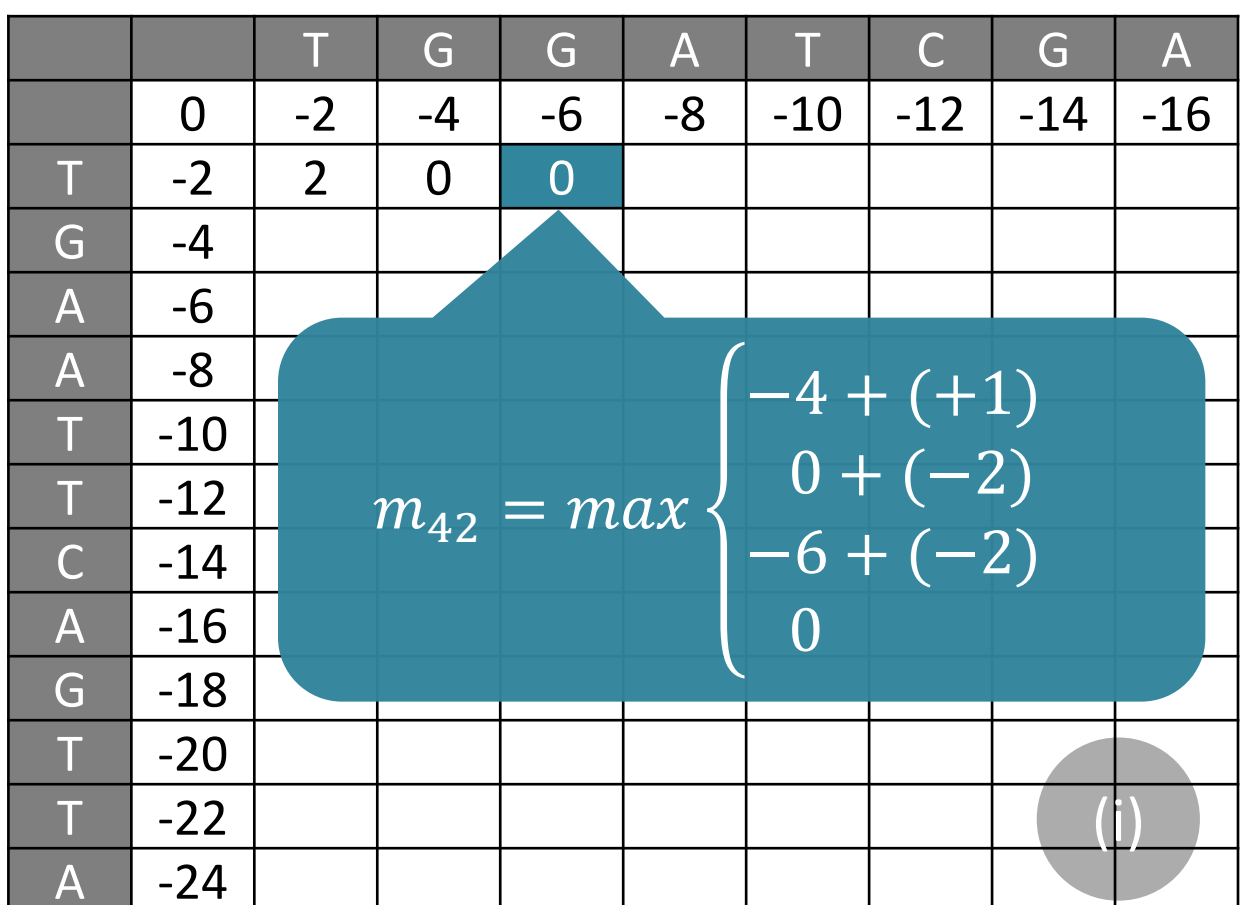 T G G A T C G A
0 -2 -4 -6 -8 -10 -12 -14 -16
T -2 2 0 0
G -4
A -6
A -8
T -10
T -12
C -14
A -16
G -18
T -20
T -22
A -24
m₄₂ = max {
−4 + (+1)
0 + (−2)
−6 + (−2)
0
(i)